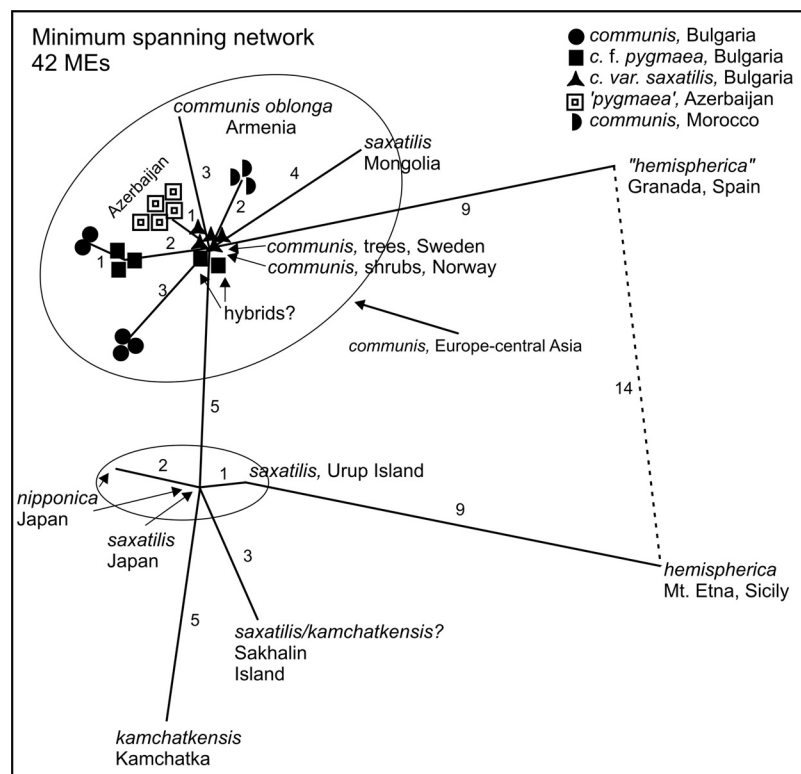 Minimum spanning network
42 MEs
communis, Bulgaria
c. f. pygmaea, Bulgaria
c. var. saxatilis, Bulgaria
'pygmaea', Azerbaijan
communis, Morocco
communis oblonga
Armenia
saxatilis
Mongolia
"hemispherica"
Granada, Spain
Azerbaijan
3
4
2
1
9
2
1
3
communis, trees, Sweden
communis, shrubs, Norway
hybrids?
communis, Europe-central Asia
5
14
2
1
saxatilis, Urup Island
nipponica
Japan
saxatilis
Japan
9
3
5
hemispherica
Mt. Etna, Sicily
saxatilis/kamchatkensis?
Sakhalin
Island
kamchatkensis
Kamchatka